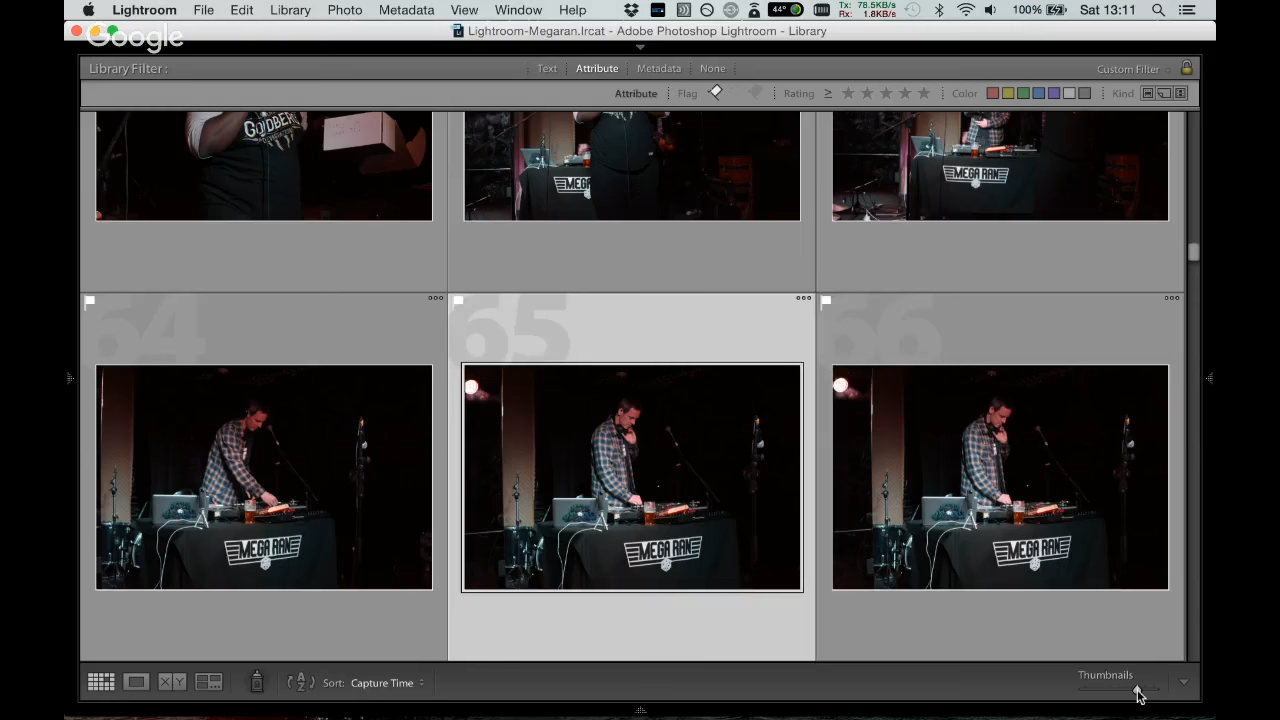 Lightroom File Edit Library Photo Metadata View Window Help 44° Tx: 78.5KB/s Rx: 1.8KB/s 100% Sat 13:11
Google
Lightroom-Megaran.lrcat - Adobe Photoshop Lightroom - Library
Library Filter : Text Attribute Metadata None Custom Filter
Attribute Flag Rating ≥ Color Kind
GOLDBERG
MEGA RAN
64 65 66
MEGA RAN MEGA RAN MEGA RAN
XY Sort: Capture Time Thumbnails